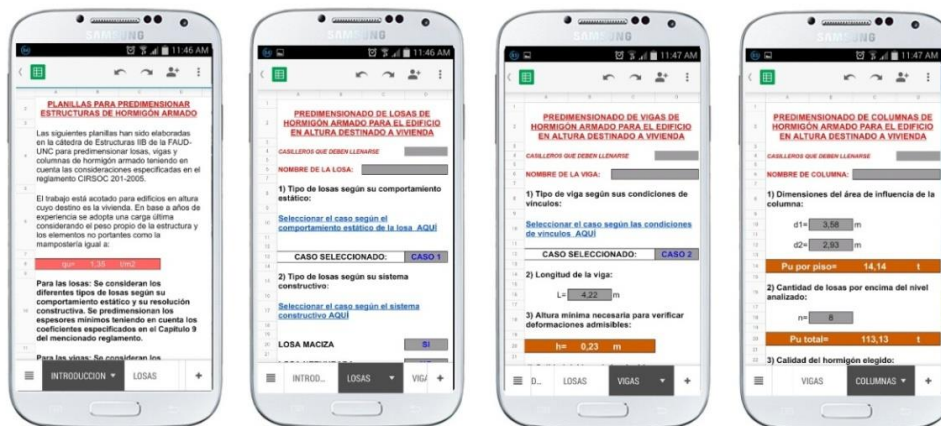 SAMSUNG
11:46 AM
PLANILLAS PARA PREDIMENSIONAR
ESTRUCTURAS DE HORMIGÓN ARMADO
Las siguientes planillas han sido elaboradas
en la cátedra de Estructuras IIB de la FAUD-
UNC para predimensionar losas, vigas y
columnas de hormigón armado teniendo en
cuenta las consideraciones especificadas en el
reglamento CIRSOC 201-2005.
El trabajo está acotado para edificios en altura
cuyo destino es la vivienda. En base a años de
experiencia se adopta una carga última
considerando el peso propio de la estructura y
los elementos no portantes como la
mampostería igual a:
qu= 1,35 t/m2
Para las losas: Se consideran los
diferentes tipos de losas según su
comportamiento estático y su resolución
constructiva. Se predimensionan los
espesores mínimos teniendo en cuenta los
coeficientes especificados en el Capítulo 9
del mencionado reglamento.
Para las vigas: Se consideran los
INTRODUCCION
LOSAS
+
SAMSUNG
11:46 AM
PREDIMENSIONADO DE LOSAS DE
HORMIGÓN ARMADO PARA EL EDIFICIO
EN ALTURA DESTINADO A VIVIENDA
CASILLEROS QUE DEBEN LLENARSE
NOMBRE DE LA LOSA:
1) Tipo de losas según su comportamiento
estático:
Seleccionar el caso según el
comportamiento estático de la losa AQUÍ
CASO SELECCIONADO: CASO 1
2) Tipo de losas según su sistema
constructivo:
Seleccionar el caso según el sistema
constructivo AQUÍ
LOSA MACIZA SI
INTROD...
LOSAS
VIGA
+
SAMSUNG
11:47 AM
PREDIMENSIONADO DE VIGAS DE
HORMIGÓN ARMADO PARA EL EDIFICIO
EN ALTURA DESTINADO A VIVIENDA
CASILLEROS QUE DEBEN LLENARSE
NOMBRE DE LA VIGA:
1) Tipo de viga según sus condiciones de
vínculos:
Seleccionar el caso según las condiciones
de vínculos AQUÍ
CASO SELECCIONADO: CASO 2
2) Longitud de la viga:
L= 4,22 m
3) Altura mínima necesaria para verificar
deformaciones admisibles:
h= 0,23 m
D...
LOSAS
VIGAS
+
SAMSUNG
11:47 AM
PREDIMENSIONADO DE COLUMNAS DE
HORMIGÓN ARMADO PARA EL EDIFICIO
EN ALTURA DESTINADO A VIVIENDA
CASILLEROS QUE DEBEN LLENARSE
NOMBRE DE COLUMNA:
1) Dimensiones del área de influencia de la
columna:
d1= 3,58 m
d2= 2,93 m
Pu por piso= 14,14 t
2) Cantidad de losas por encima del nivel
analizado:
n= 8
Pu total= 113,13 t
3) Calidad del hormigón elegido:
VIGAS
COLUMNAS
+